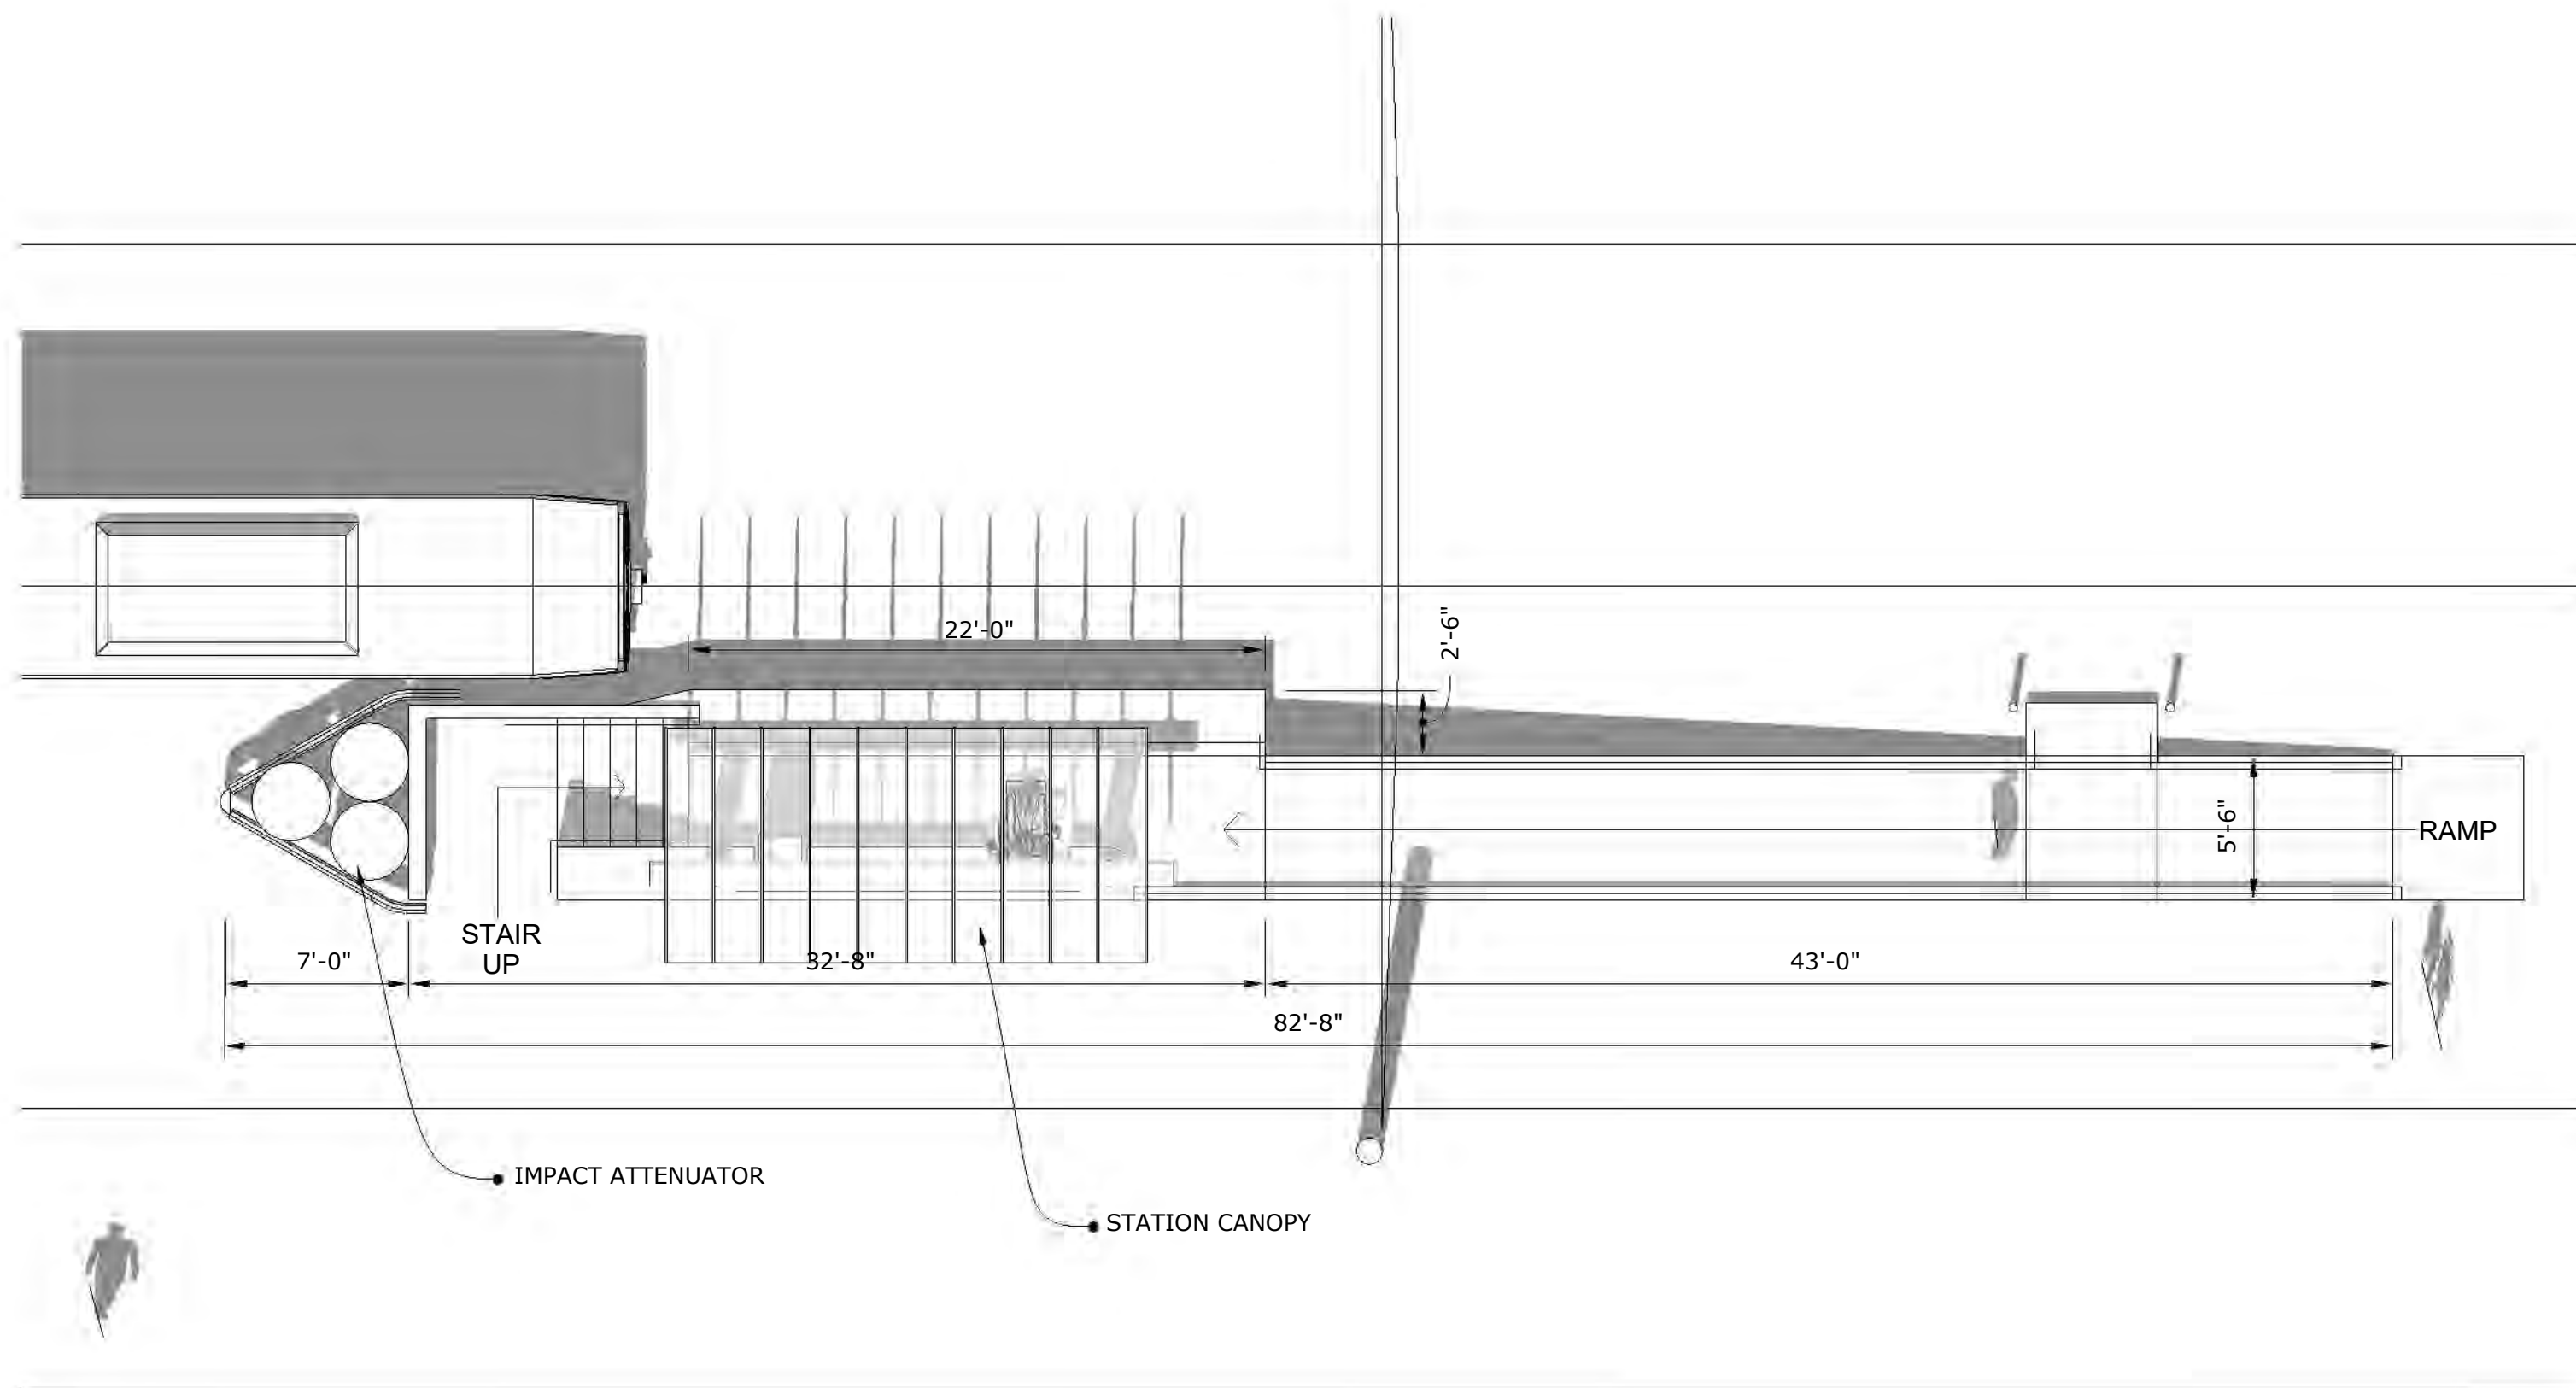 22'-0"
2'-6"
5'-6"
RAMP
STAIR
UP
7'-0"
32'-8"
43'-0"
82'-8"
IMPACT ATTENUATOR
STATION CANOPY